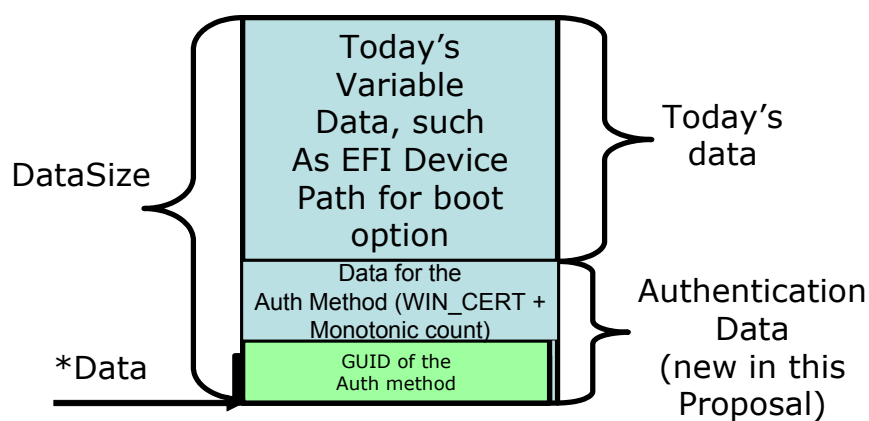 DataSize
*Data
Today's
Variable
Data, such
As EFI Device
Path for boot
option
Data for the
Auth Method (WIN_CERT +
Monotonic count)
GUID of the
Auth method
Today's
data
Authentication
Data
(new in this
Proposal)